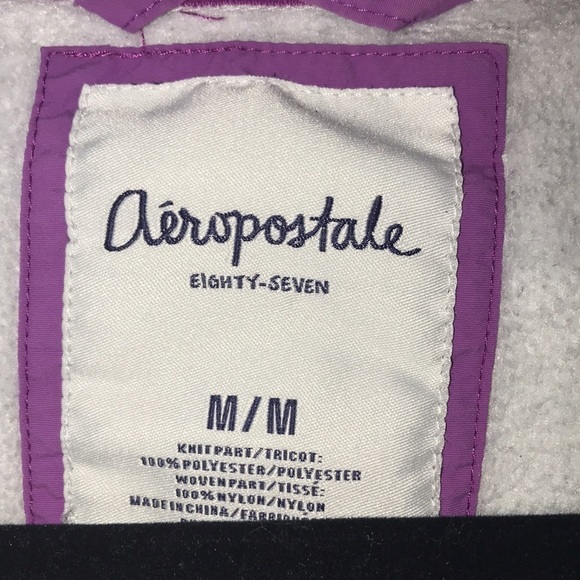 aéropostale
EIGHTY-SEVEN
M/M
KNIT PART/TRICOT:
100% POLYESTER/POLYESTER
WOVEN PART/TISSÉ:
100% NYLON/NYLON
MADE IN CHINA/FABRIQUÉ